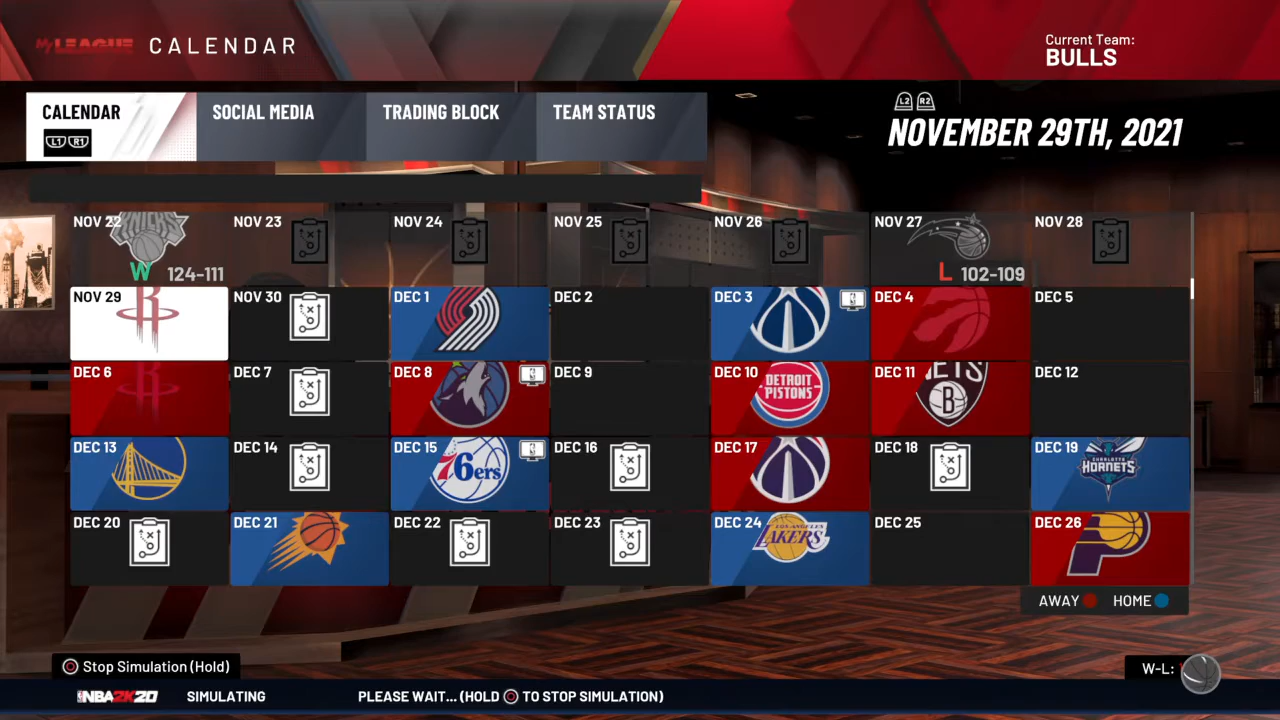 MyLEAGUE CALENDAR
Current Team:
BULLS
CALENDAR SOCIAL MEDIA TRADING BLOCK TEAM STATUS
L1 R1
L2 R2
NOVEMBER 29TH, 2021
NOV 22 NOV 23 NOV 24 NOV 25 NOV 26 NOV 27 NOV 28
KNICKS
W 124-111 L 102-109
NOV 29 NOV 30 DEC 1 DEC 2 DEC 3 DEC 4 DEC 5
R
DEC 6 DEC 7 DEC 8 DEC 9 DEC 10 DEC 11 DEC 12
R DETROIT PISTONS NETS B
DEC 13 DEC 14 DEC 15 DEC 16 DEC 17 DEC 18 DEC 19
76ers CHARLOTTE HORNETS
DEC 20 DEC 21 DEC 22 DEC 23 DEC 24 DEC 25 DEC 26
LOS ANGELES LAKERS
AWAY HOME
Stop Simulation (Hold)
W-L:
NBA2K20 SIMULATING PLEASE WAIT... (HOLD TO STOP SIMULATION)